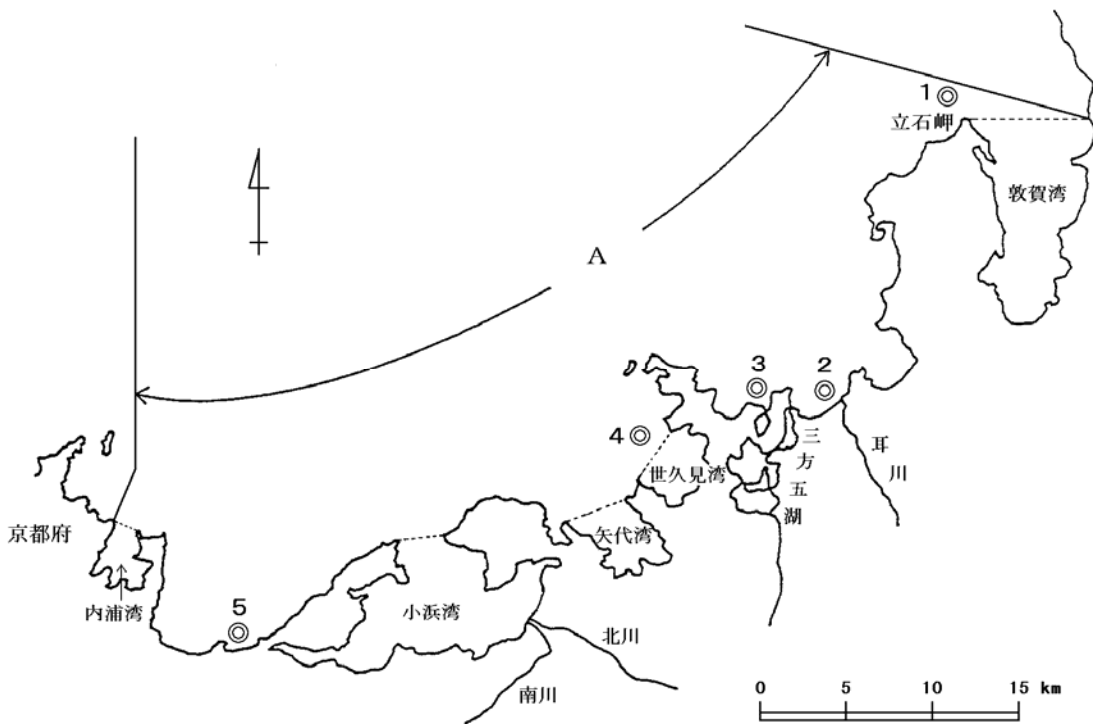 1
立石岬
敦賀湾
A
3
2
4
三方五湖
耳川
世久見湾
京都府
矢代湾
内浦湾
5
小浜湾
北川
南川
0 5 10 15 km